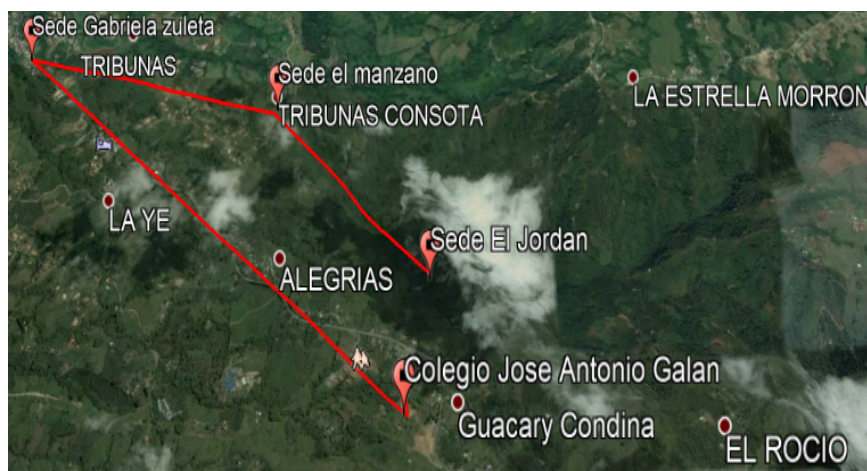 Sede Gabriela zuleta
TRIBUNAS
Sede el manzano
TRIBUNAS CONSOTA
LA ESTRELLA MORRON
LA YE
Sede El Jordan
ALEGRIAS
Colegio Jose Antonio Galan
Guacary Condina
EL ROCIO